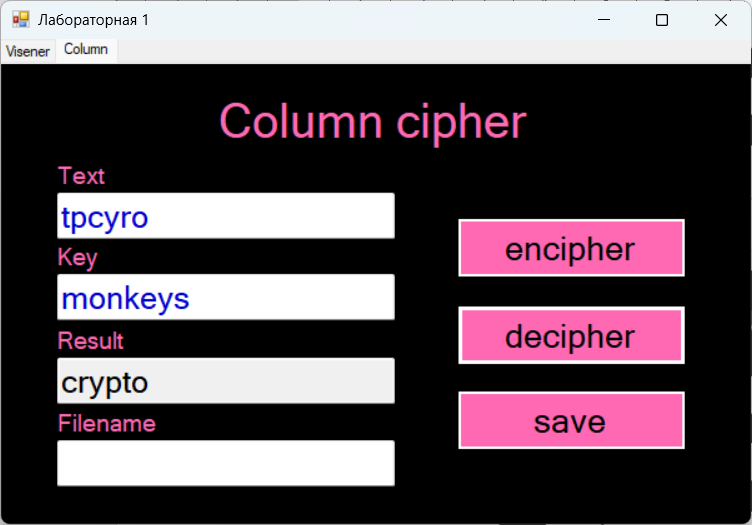 Лабораторная 1
Visener
Column
Column cipher
Text
tpcyro
Key
monkeys
Result
crypto
Filename
encipher
decipher
save